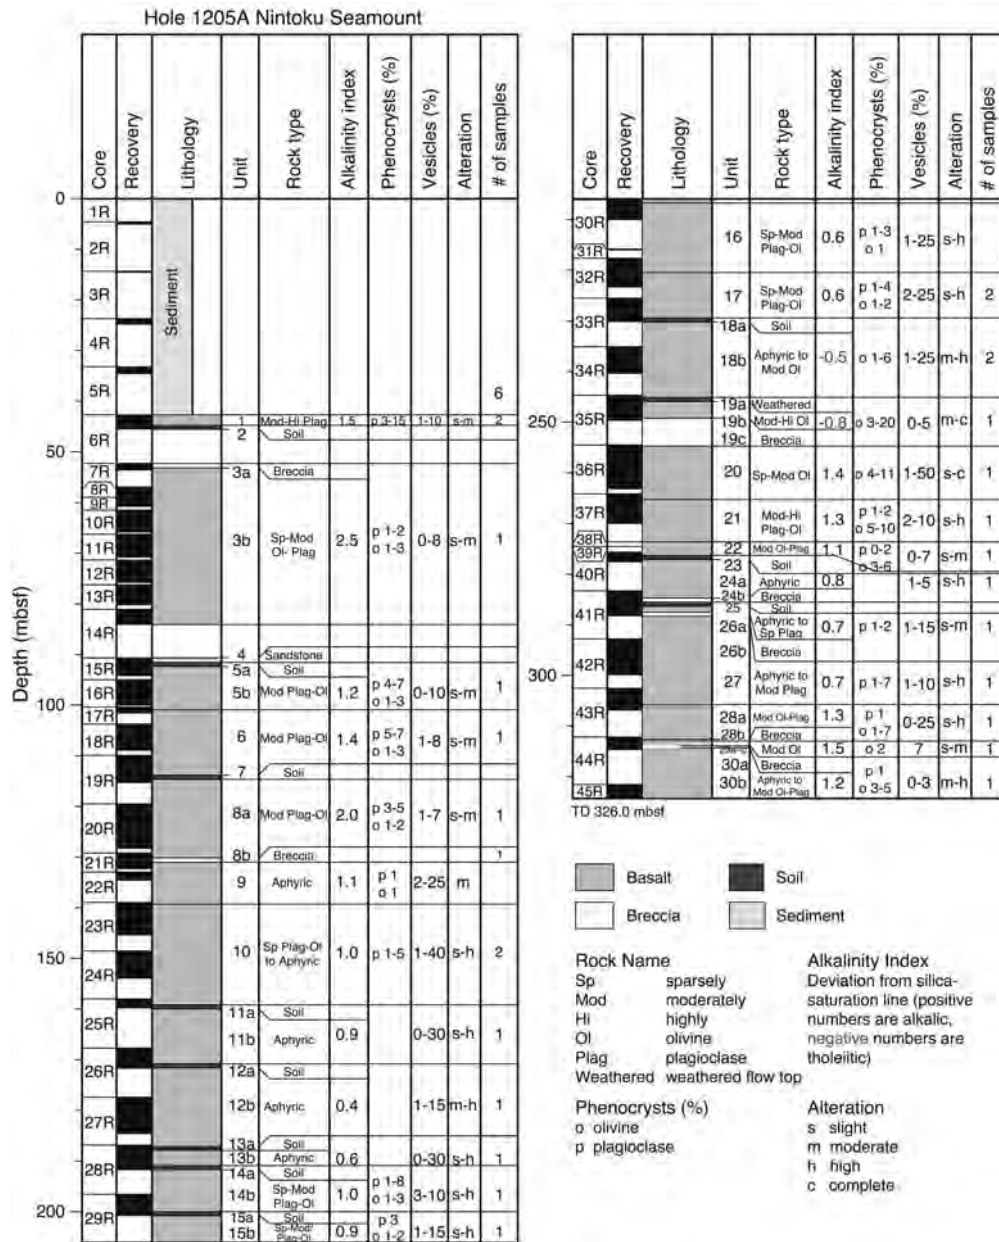 Hole 1205A Nintoku Seamount
Core Recovery Lithology Unit Rock type Alkalinity index Phenocrysts (%) Vesicles (%) Alteration # of samples
Depth (mbsf)
0
50
100
150
200
1R
2R
3R
4R
5R
6R
7R
8R
9R
10R
11R
12R
13R
14R
15R
16R
17R
18R
19R
20R
21R
22R
23R
24R
25R
26R
27R
28R
29R
Sediment
6
1 Mod-Hi Plag 1.5 p 3-15 1-10 s-m 2
2 Soil
3a Breccia
3b Sp-Mod Ol- Plag 2.5 p 1-2 o 1-3 0-8 s-m 1
4 Sandstone
5a Soil
5b Mod Plag-Ol 1.2 p 4-7 o 1-3 0-10 s-m 1
6 Mod Plag-Ol 1.4 p 5-7 o 1-3 1-8 s-m 1
7 Soil
8a Mod Plag-Ol 2.0 p 3-5 o 1-2 1-7 s-m 1
8b Breccia 1
9 Aphyric 1.1 p 1 o 1 2-25 m
10 Sp Plag-Ol to Aphyric 1.0 p 1-5 1-40 s-h 2
11a Soil
11b Aphyric 0.9 0-30 s-h 1
12a Soil
12b Aphyric 0.4 1-15 m-h 1
13a Soil
13b Aphyric 0.6 0-30 s-h 1
14a Soil
14b Sp-Mod Plag-Ol 1.0 p 1-8 o 1-3 3-10 s-h 1
15a Soil
15b Sp-Mod Plag-Ol 0.9 p 3 o 1-2 1-15 s-h 1
Core Recovery Lithology Unit Rock type Alkalinity index Phenocrysts (%) Vesicles (%) Alteration # of samples
250
300
30R
31R
32R
33R
34R
35R
36R
37R
38R
39R
40R
41R
42R
43R
44R
45R
16 Sp-Mod Plag-Ol 0.6 p 1-3 o 1 1-25 s-h
17 Sp-Mod Plag-Ol 0.6 p 1-4 o 1-2 2-25 s-h 2
18a Soil
18b Aphyric to Mod Ol -0.5 o 1-6 1-25 m-h 2
19a Weathered
19b Mod-Hi Ol -0.8 o 3-20 0-5 m-c 1
19c Breccia
20 Sp-Mod Ol 1.4 o 4-11 1-50 s-c 1
21 Mod-Hi Plag-Ol 1.3 p 1-2 o 5-10 2-10 s-h 1
22 Mod Ol-Plag 1.1 p 0-2 o 3-6 0-7 s-m 1
23 Soil
24a Aphyric 0.8 1-5 s-h 1
24b Breccia
25 Soil
26a Aphyric to Sp Plag 0.7 p 1-2 1-15 s-m 1
26b Breccia
27 Aphyric to Mod Plag 0.7 p 1-7 1-10 s-h 1
28a Mod Ol-Plag 1.3 p 1 o 1-7 0-25 s-h 1
28b Breccia
Mod Ol 1.5 o 2 7 s-m 1
30a Breccia
30b Aphyric to Mod Ol-Plag 1.2 p 1 o 3-5 0-3 m-h 1
TD 326.0 mbsf
Basalt
Soil
Breccia
Sediment
Rock Name
Sp sparsely
Mod moderately
Hi highly
Ol olivine
Plag plagioclase
Weathered weathered flow top
Alkalinity Index
Deviation from silica-
saturation line (positive
numbers are alkalic,
negative numbers are
tholeiitic)
Phenocrysts (%)
o olivine
p plagioclase
Alteration
s slight
m moderate
h high
c complete